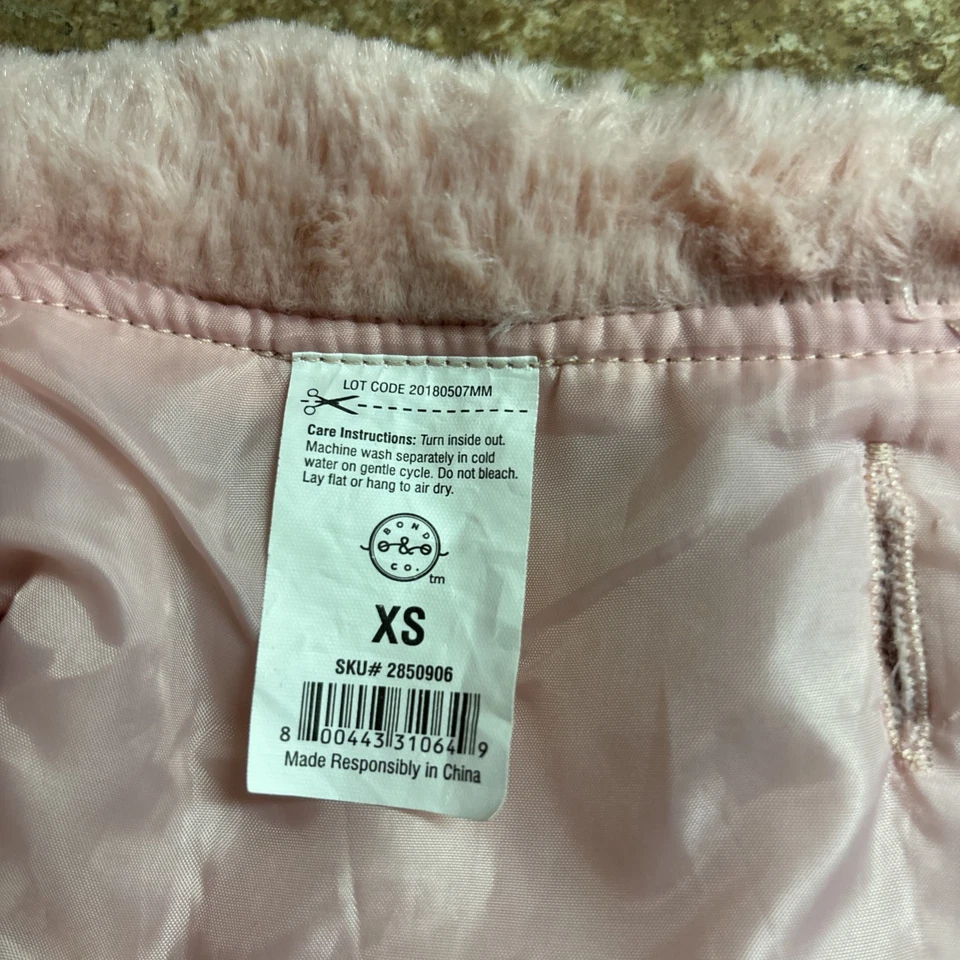 LOT CODE 20180507MM
Care Instructions: Turn inside out.
Machine wash separately in cold
water on gentle cycle. Do not bleach.
Lay flat or hang to air dry.
BOND
&
CO.
tm
XS
SKU# 2850906
8 00443 31064 9
Made Responsibly in China